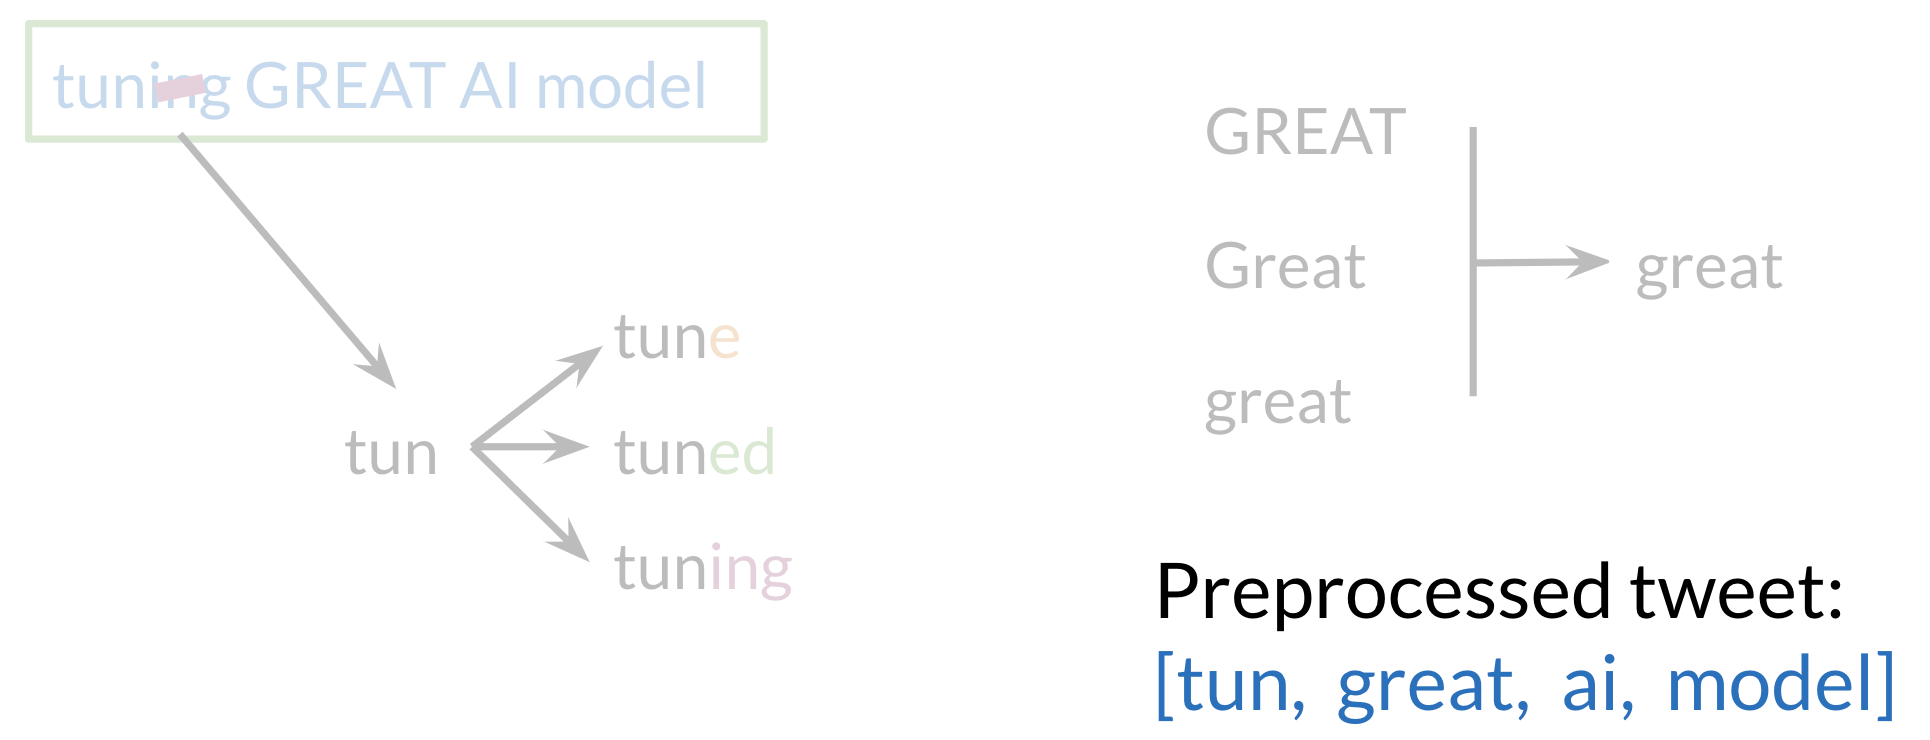 tuning GREAT AI model
tun
tune
tuned
tuning
GREAT
Great
great
great
Preprocessed tweet:
[tun, great, ai, model]